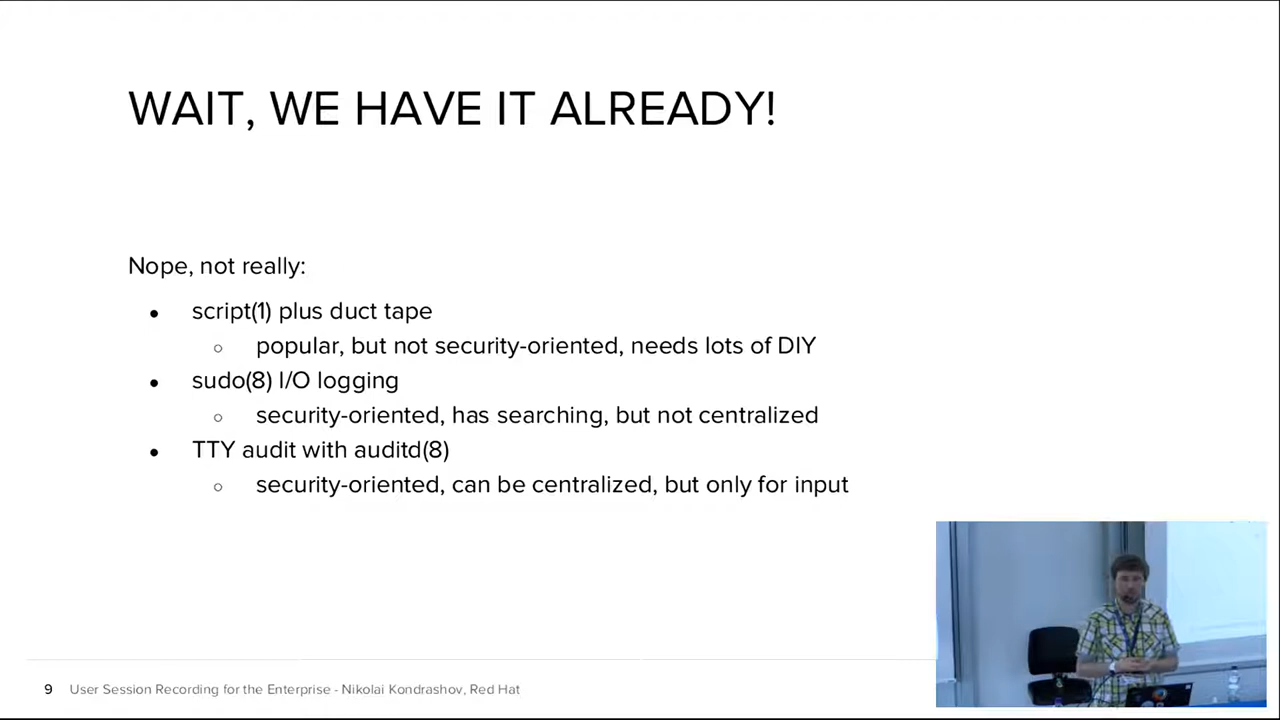 WAIT, WE HAVE IT ALREADY!
Nope, not really:
● script(1) plus duct tape
○ popular, but not security-oriented, needs lots of DIY
● sudo(8) I/O logging
○ security-oriented, has searching, but not centralized
● TTY audit with auditd(8)
○ security-oriented, can be centralized, but only for input
9 User Session Recording for the Enterprise - Nikolai Kondrashov, Red Hat